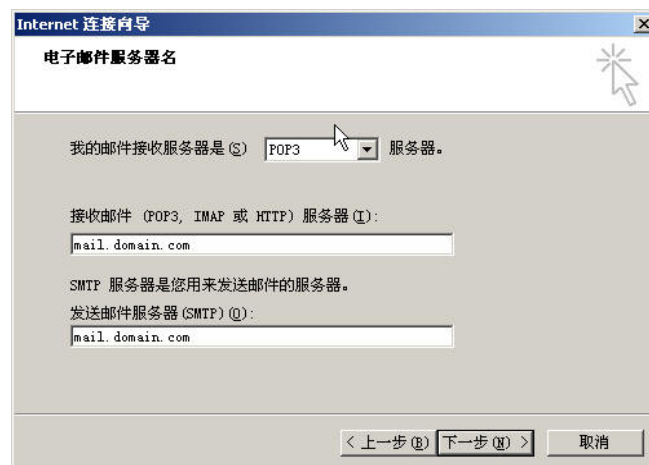 Internet 连接向导
电子邮件服务器名
我的邮件接收服务器是(S) POP3 服务器。
接收邮件 (POP3, IMAP 或 HTTP) 服务器(I):
mail.domain.com
SMTP 服务器是您用来发送邮件的服务器。
发送邮件服务器(SMTP)(O):
mail.domain.com
< 上一步(B) 下一步(N) > 取消